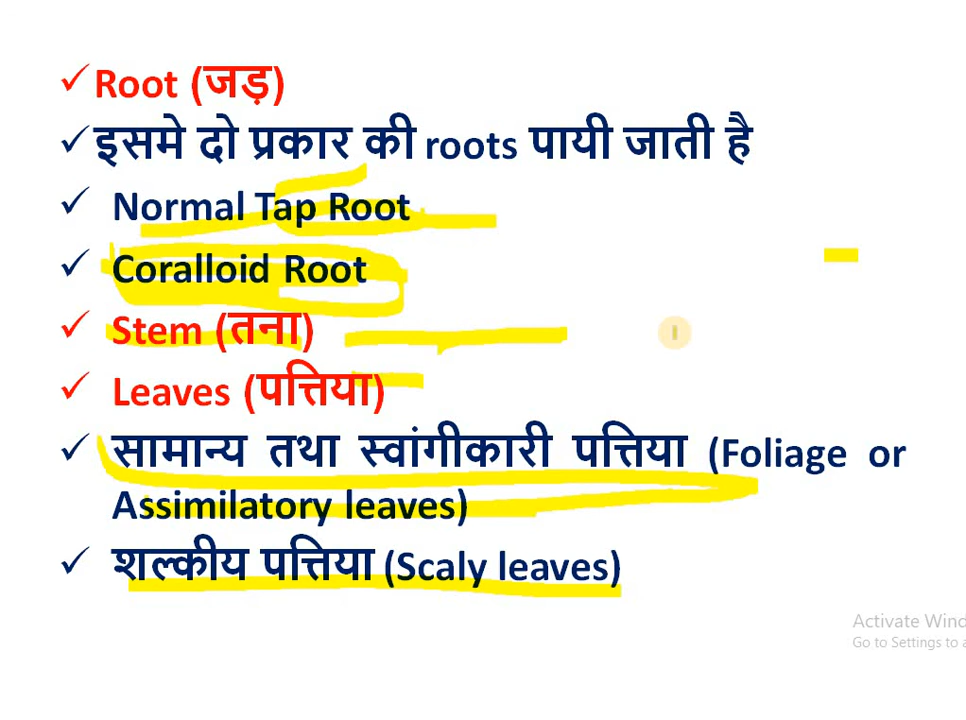 Root (जड़)
इसमे दो प्रकार की roots पायी जाती है
Normal Tap Root
Coralloid Root
Stem (तना)
Leaves (पत्तिया)
सामान्य तथा स्वांगीकारी पत्तिया (Foliage or
Assimilatory leaves)
शल्कीय पत्तिया (Scaly leaves)
Activate Wind
Go to Settings to a